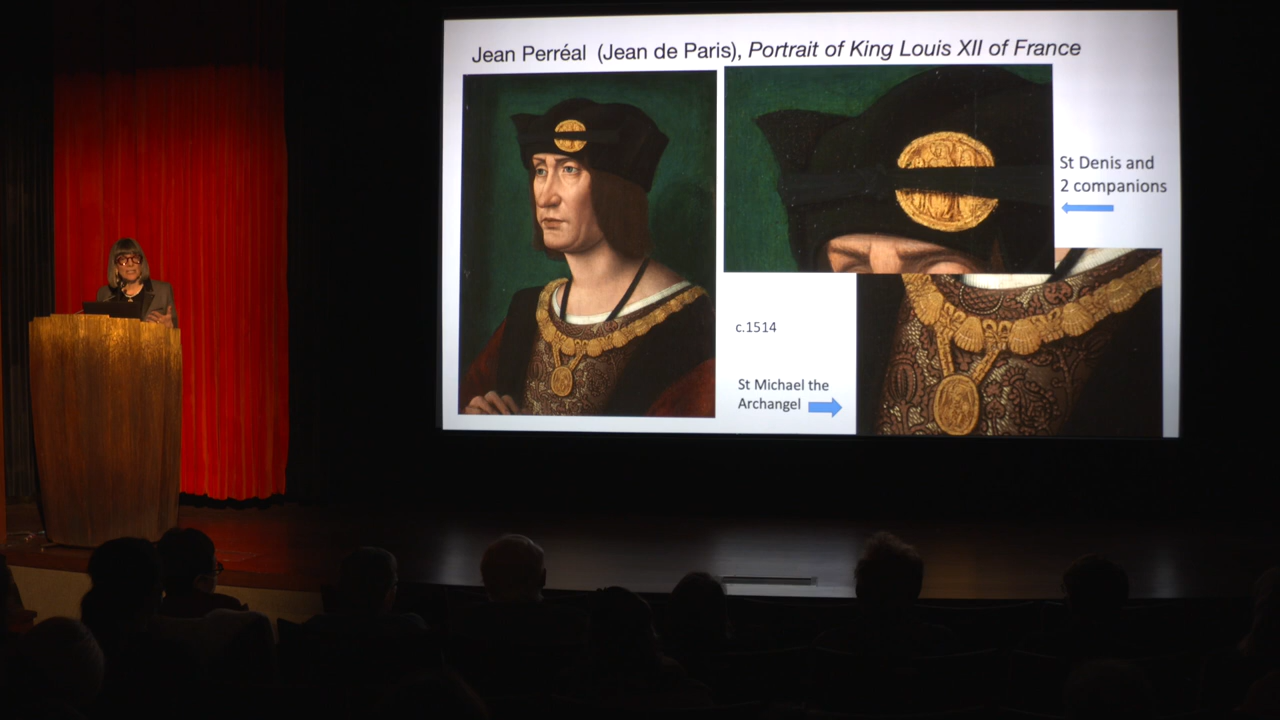 Jean Perréal (Jean de Paris), Portrait of King Louis XII of France
St Denis and
2 companions
c.1514
St Michael the
Archangel